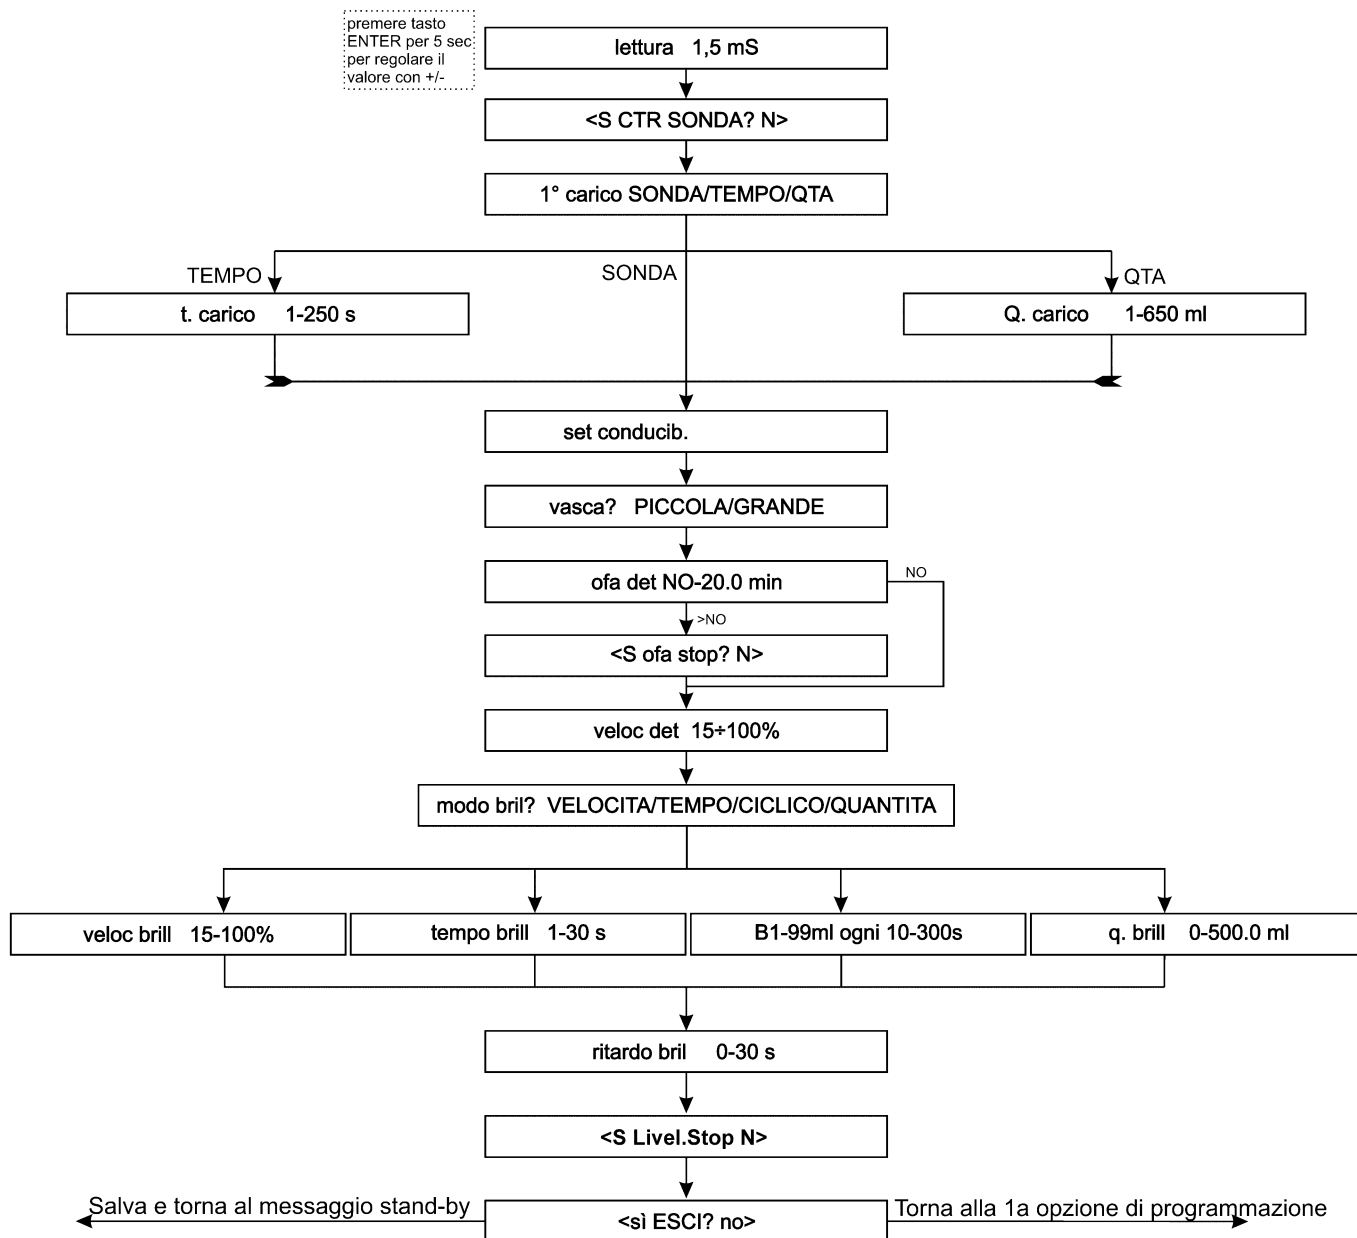 premere tasto
ENTER per 5 sec
per regolare il
valore con +/-
lettura 1,5 mS
<S CTR SONDA? N>
1° carico SONDA/TEMPO/QTA
TEMPO
SONDA
QTA
t. carico 1-250 s
Q. carico 1-650 ml
set conducib.
vasca? PICCOLA/GRANDE
ofa det NO-20.0 min
NO
>NO
<S ofa stop? N>
veloc det 15÷100%
modo bril? VELOCITA/TEMPO/CICLICO/QUANTITA
veloc brill 15-100%
tempo brill 1-30 s
B1-99ml ogni 10-300s
q. brill 0-500.0 ml
ritardo bril 0-30 s
<S Livel.Stop N>
Salva e torna al messaggio stand-by
<sì ESCI? no>
Torna alla 1a opzione di programmazione